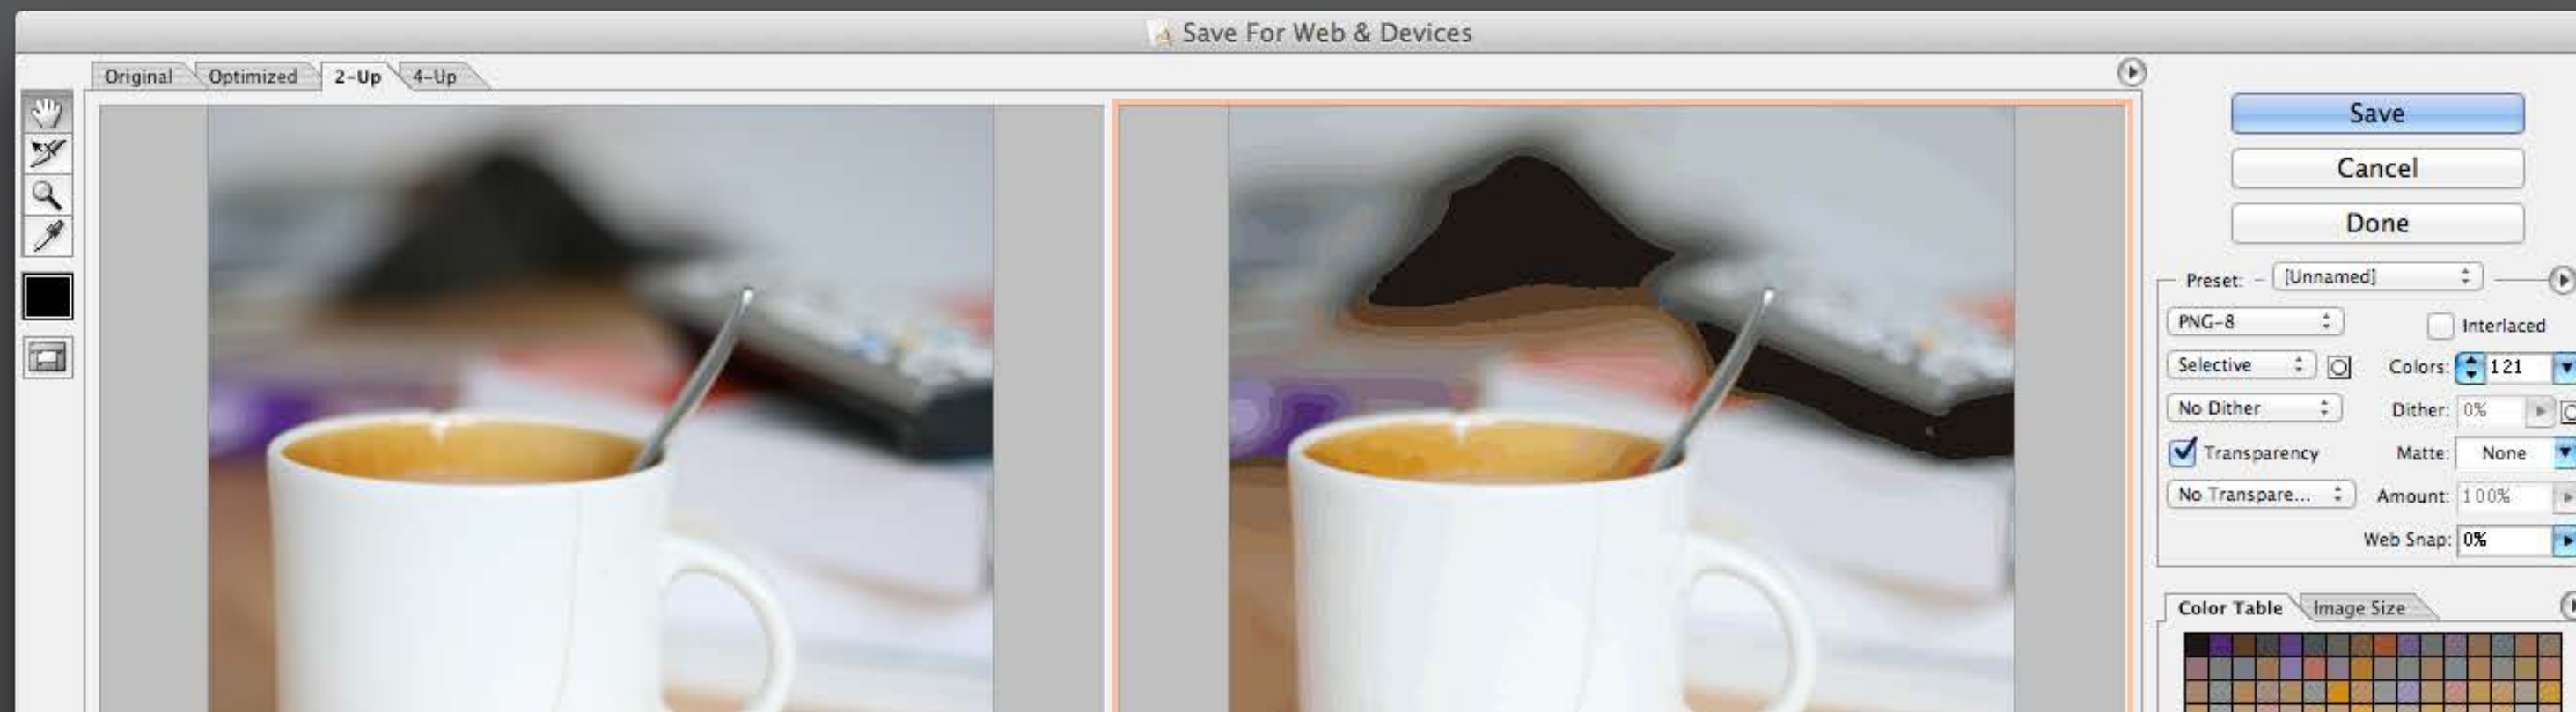 Save For Web & Devices
Original Optimized 2-Up 4-Up
Save
Cancel
Done
Preset: [Unnamed]
PNG-8 Interlaced
Selective Colors: 121
No Dither Dither: 0%
Transparency Matte: None
No Transpare... Amount: 100%
Web Snap: 0%
Color Table Image Size